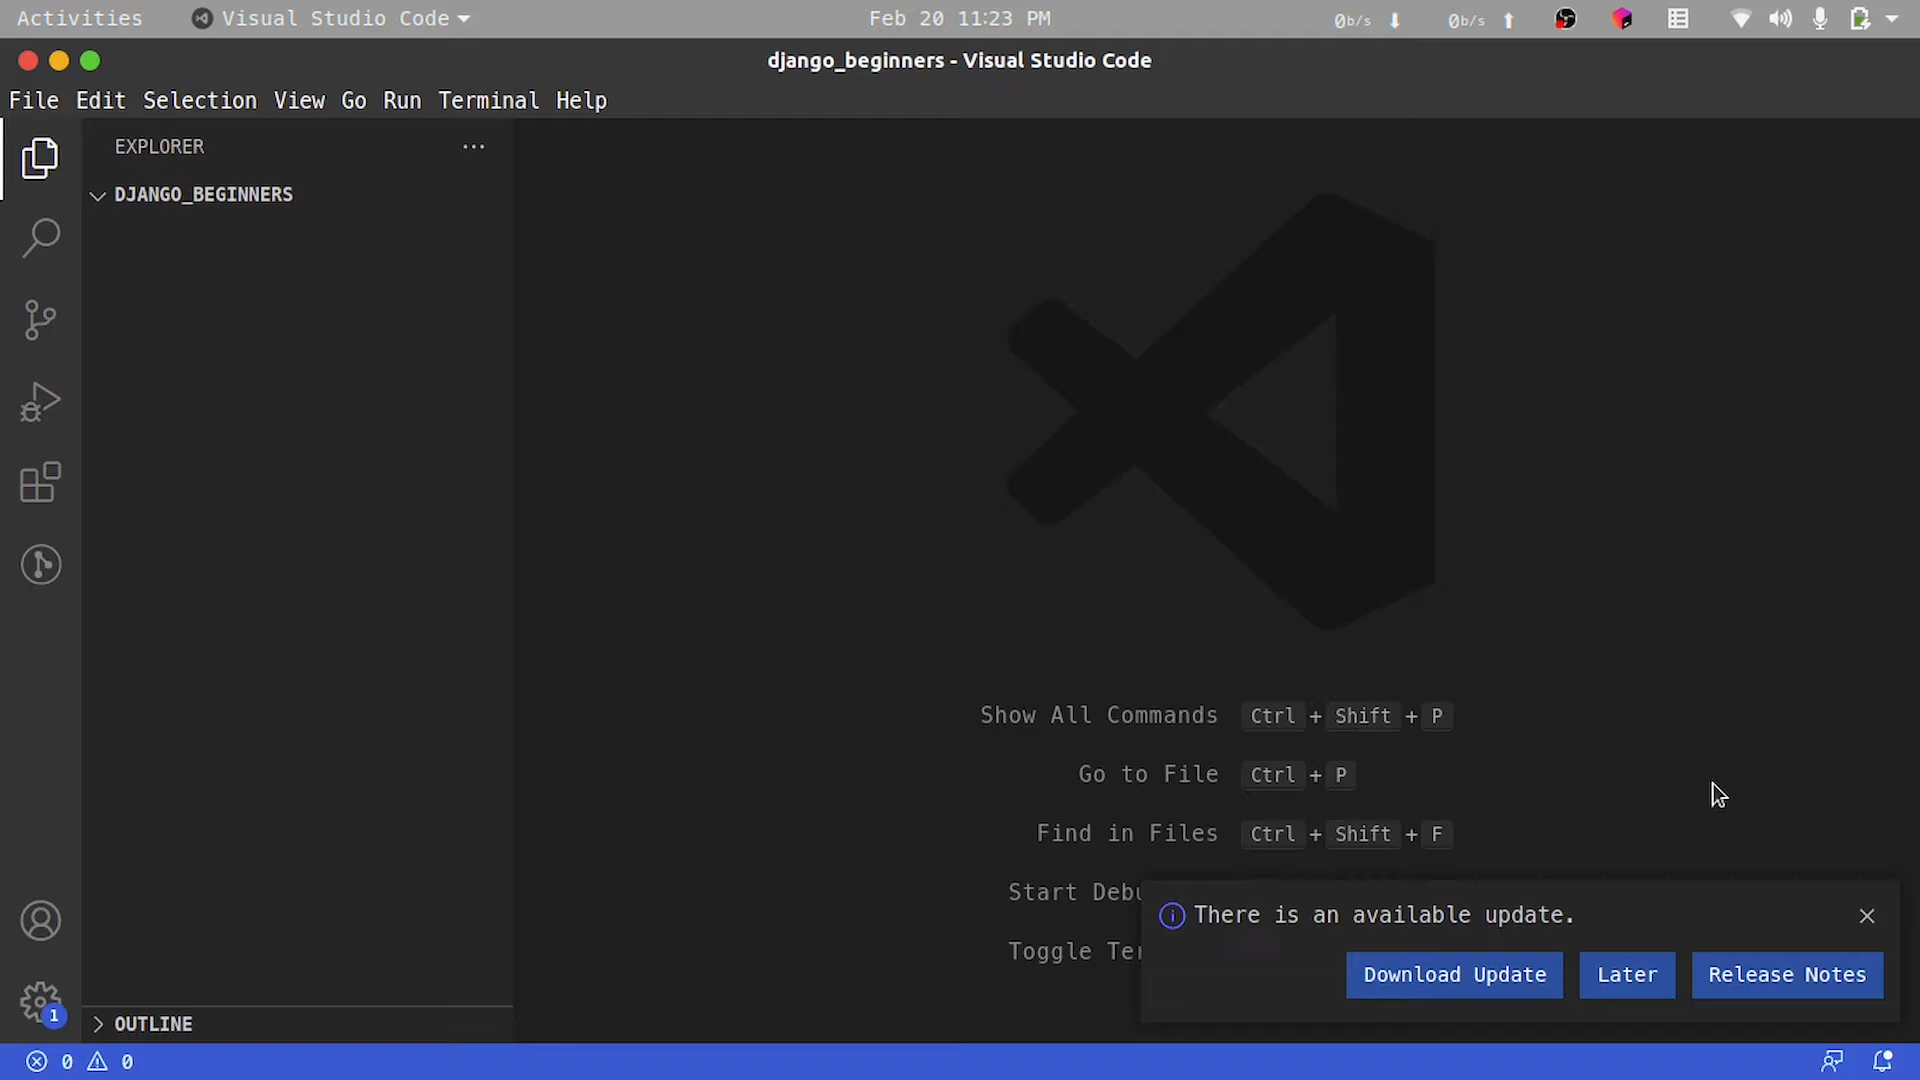 Activities Visual Studio Code Feb 20 11:23 PM 0b/s 0b/s
django_beginners - Visual Studio Code
File Edit Selection View Go Run Terminal Help
EXPLORER ...
DJANGO_BEGINNERS
Show All Commands Ctrl + Shift + P
Go to File Ctrl + P
Find in Files Ctrl + Shift + F
Start Debu
Toggle Ter
There is an available update.
Download Update Later Release Notes
1
OUTLINE
0 0